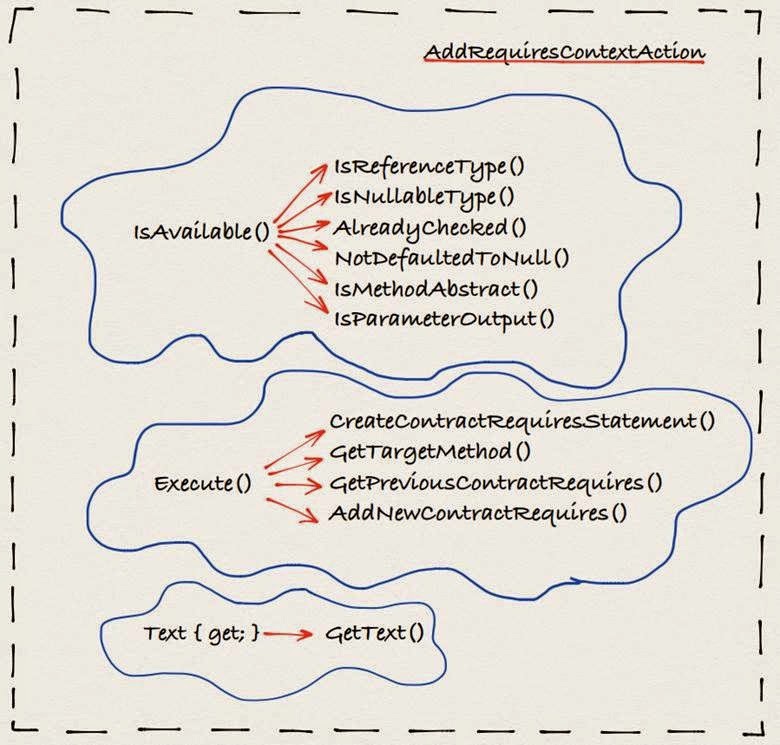 AddRequiresContextAction
IsReferenceType()
IsNullableType()
IsAvailable() AlreadyChecked()
NotDefaultedToNull()
IsMethodAbstract()
IsParameterOutput()
CreateContractRequiresStatement()
GetTargetMethod()
Execute() GetPreviousContractRequires()
AddNewContractRequires()
Text { get; } GetText()